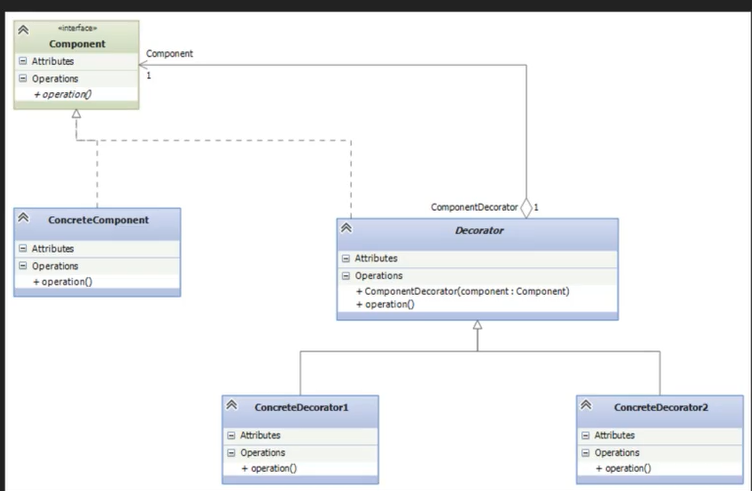 «interface»
Component
Attributes
Operations
+ operation()
Component
1
ConcreteComponent
Attributes
Operations
+ operation()
ComponentDecorator
1
Decorator
Attributes
Operations
+ ComponentDecorator(component : Component)
+ operation()
ConcreteDecorator1
Attributes
Operations
+ operation()
ConcreteDecorator2
Attributes
Operations
+ operation()